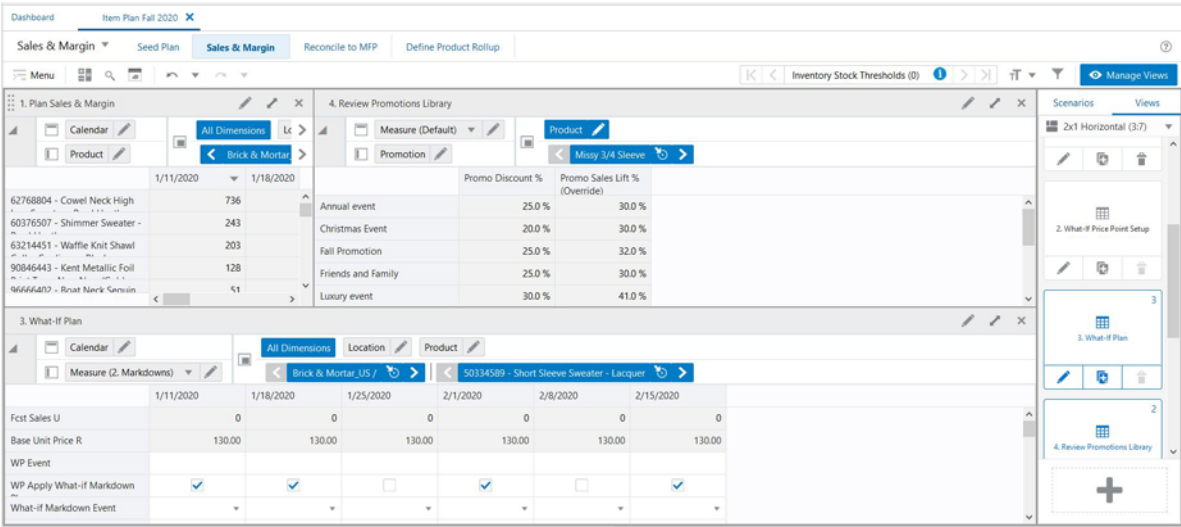 Dashboard Item Plan Fall 2020
Sales & Margin Seed Plan Sales & Margin Reconcile to MFP Define Product Rollup
Menu Inventory Stock Thresholds (0) Manage Views
1. Plan Sales & Margin
Calendar All Dimensions
Product Brick & Mortar_
1/11/2020 1/18/2020
62768804 - Cowel Neck High 736
60376507 - Shimmer Sweater - 243
63214451 - Waffle Knit Shawl 203
90846443 - Kent Metallic Foil 128
96666402 - Boat Neck Sequin 51
4. Review Promotions Library
Measure (Default) Product
Promotion Missy 3/4 Sleeve
Promo Discount % Promo Sales Lift %
(Override)
Annual event 25.0 % 30.0 %
Christmas Event 20.0 % 30.0 %
Fall Promotion 25.0 % 32.0 %
Friends and Family 25.0 % 30.0 %
Luxury event 30.0 % 41.0 %
3. What-If Plan
Calendar All Dimensions Location Product
Measure (2. Markdowns) Brick & Mortar_US / 50334589 - Short Sleeve Sweater - Lacquer
1/11/2020 1/18/2020 1/25/2020 2/1/2020 2/8/2020 2/15/2020
Fcst Sales U 0 0 0 0 0 0
Base Unit Price R 130.00 130.00 130.00 130.00 130.00 130.00
WP Event
WP Apply What-if Markdown
What-if Markdown Event
Scenarios Views
2x1 Horizontal (3:7)
2. What-If Price Point Setup
3
3. What-If Plan
2
4. Review Promotions Library